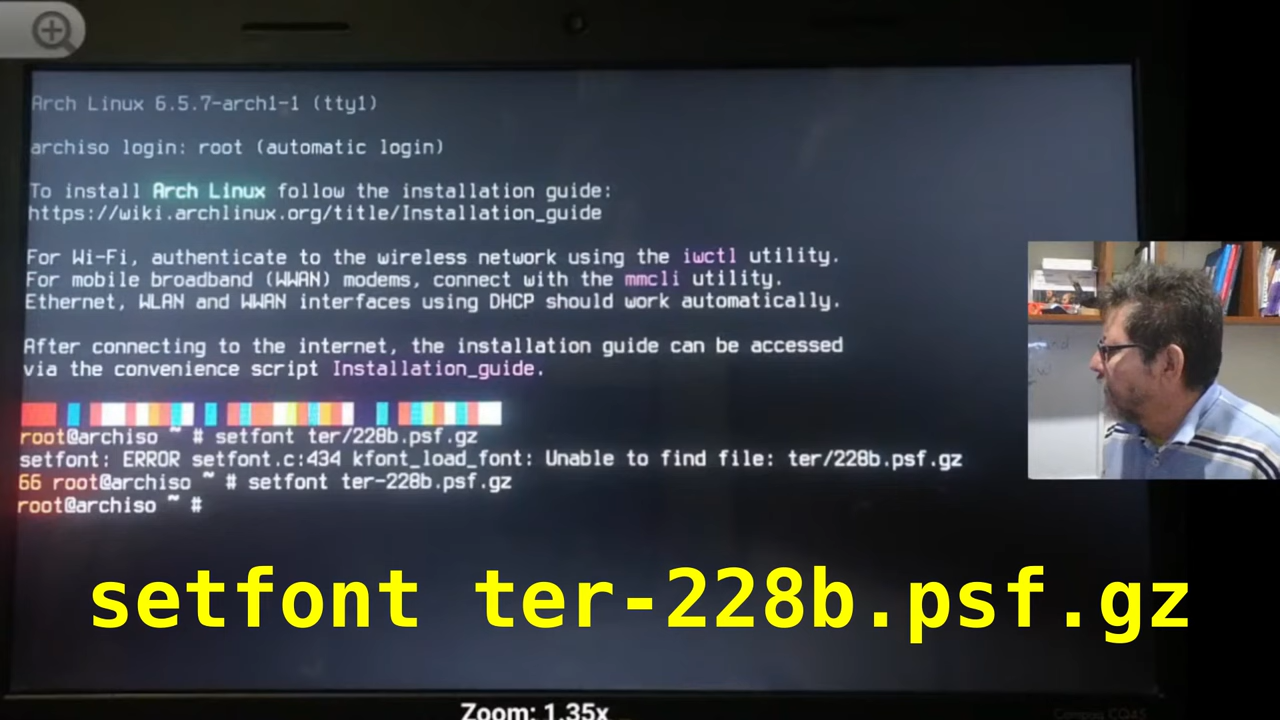 Arch Linux 6.5.7-arch1-1 (tty1)
archiso login: root (automatic login)
To install Arch Linux follow the installation guide:
https://wiki.archlinux.org/title/Installation_guide
For Wi-Fi, authenticate to the wireless network using the iwctl utility.
For mobile broadband (WWAN) modems, connect with the mmcli utility.
Ethernet, WLAN and WWAN interfaces using DHCP should work automatically.
After connecting to the internet, the installation guide can be accessed
via the convenience script Installation_guide.
root@archiso ~ # setfont ter/228b.psf.gz
setfont: ERROR setfont.c:434 kfont_load_font: Unable to find file: ter/228b.psf.gz
66 root@archiso ~ # setfont ter-228b.psf.gz
root@archiso ~ #
setfont ter-228b.psf.gz
Zoom: 1.35x